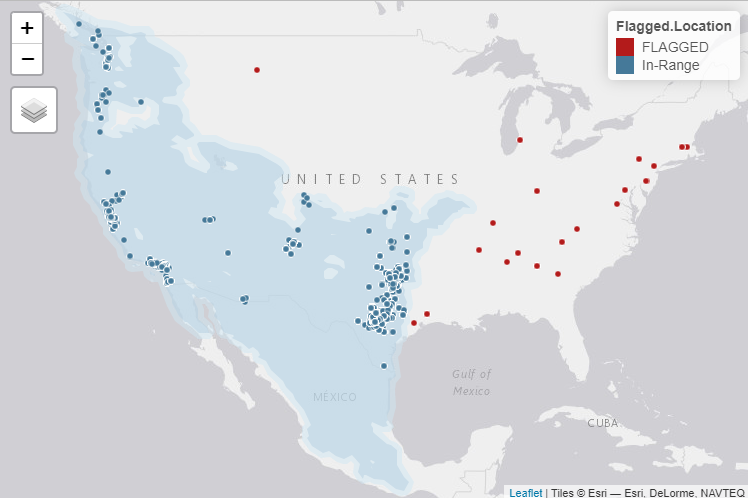 +
−
Flagged.Location
FLAGGED
In-Range
UNITED STATES
Gulf of
Mexico
MÉXICO
CUBA
Leaflet | Tiles © Esri — Esri, DeLorme, NAVTEQ